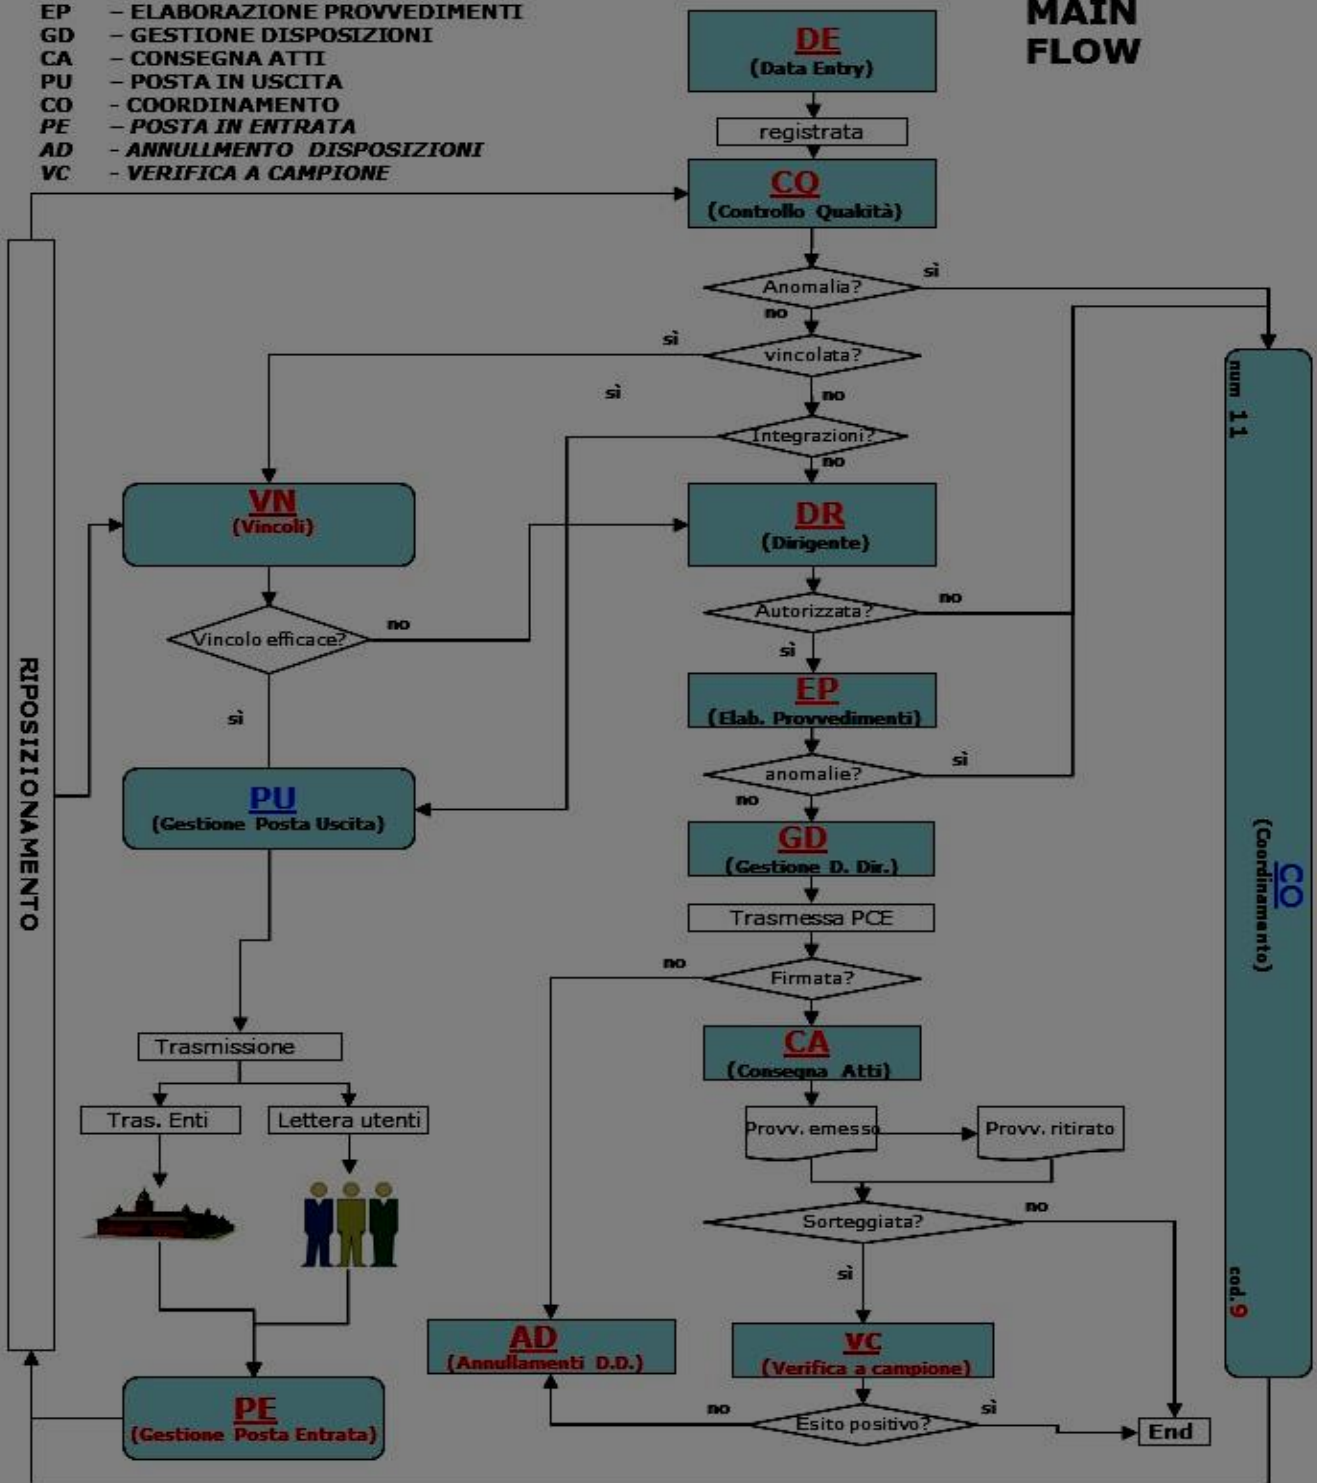 EP – ELABORAZIONE PROVVEDIMENTI
GD – GESTIONE DISPOSIZIONI
CA – CONSEGNA ATTI
PU – POSTA IN USCITA
CO - COORDINAMENTO
PE – POSTA IN ENTRATA
AD – ANNULLMENTO DISPOSIZIONI
VC - VERIFICA A CAMPIONE
MAIN
FLOW
DE
(Data Entry)
registrata
CQ
(Controllo Quakità)
Anomalia?
sì
no
vincolata?
sì
no
sì
Integrazioni?
no
num 11
VN
(Vincoli)
DR
(Dirigente)
Autorizzata?
no
sì
Vincolo efficace?
no
sì
EP
(Elab. Provvedimenti)
anomalie?
sì
no
RIPOSIZIONAMENTO
PU
(Gestione Posta Uscita)
GD
(Gestione D. Dir.)
CO
(Coordinamento)
Trasmessa PCE
Firmata?
no
CA
(Consegna Atti)
Trasmissione
Tras. Enti
Lettera utenti
Provv. emesso
Provv. ritirato
Sorteggiata?
no
sì
cod.9
AD
(Annullamenti D.D.)
VC
(Verifica a campione)
PE
(Gestione Posta Entrata)
no
Esito positivo?
sì
End